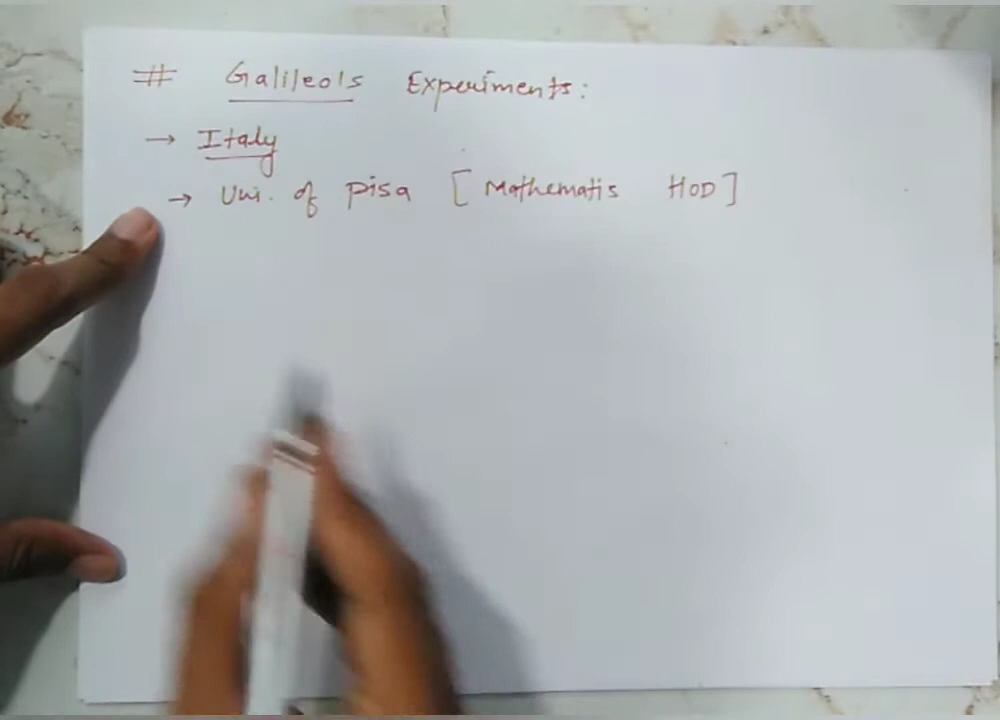 # Galileo's Experiments:
→ Italy
→ Uni. of Pisa [Mathematis HOD]